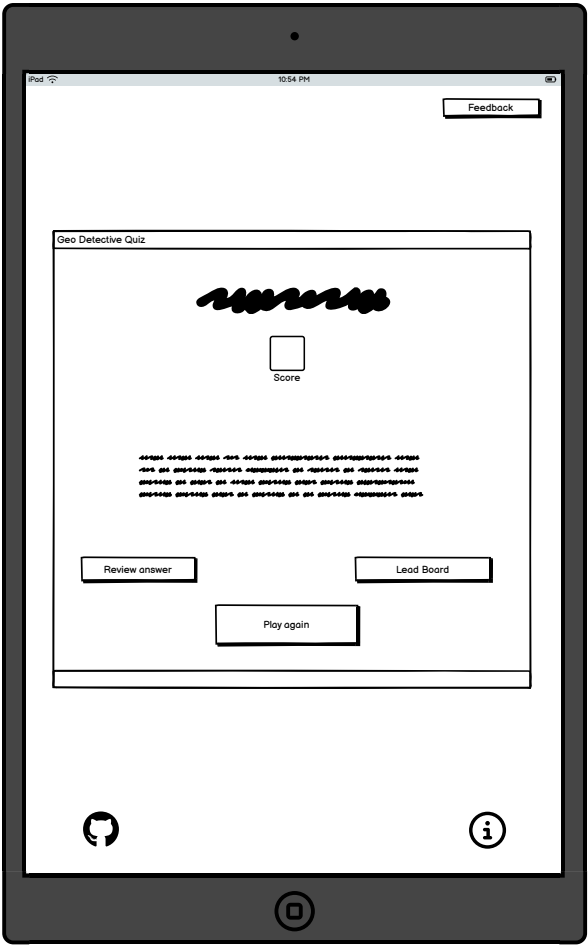 iPad
10:54 PM
Feedback
Geo Detective Quiz
Score
Review answer
Lead Board
Play again